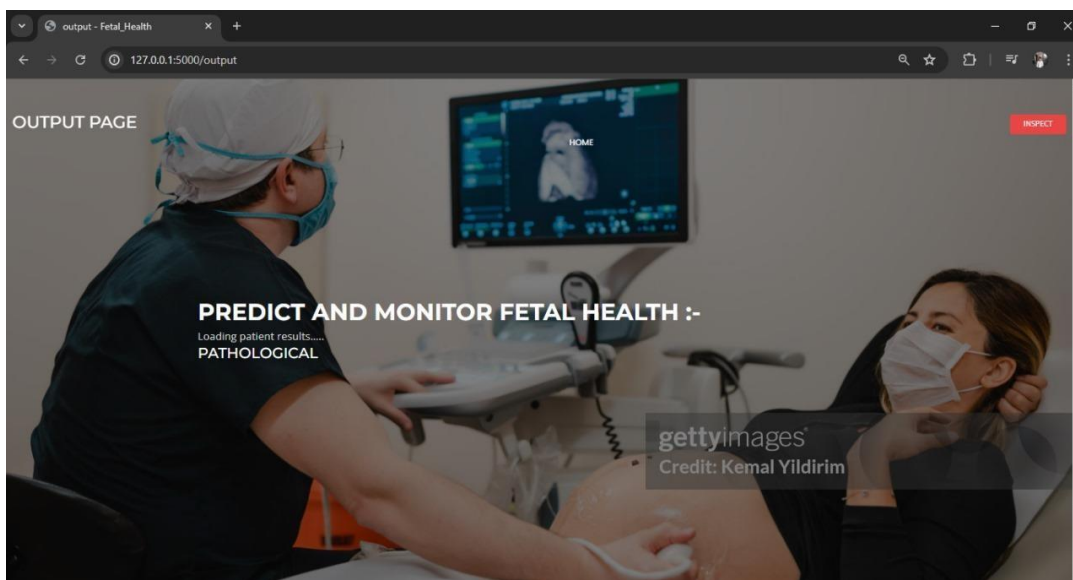 output - Fetal_Health
127.0.0.1:5000/output
OUTPUT PAGE
INSPECT
HOME
PREDICT AND MONITOR FETAL HEALTH :-
Loading patient results.....
PATHOLOGICAL
gettyimages®
Credit: Kemal Yildirim